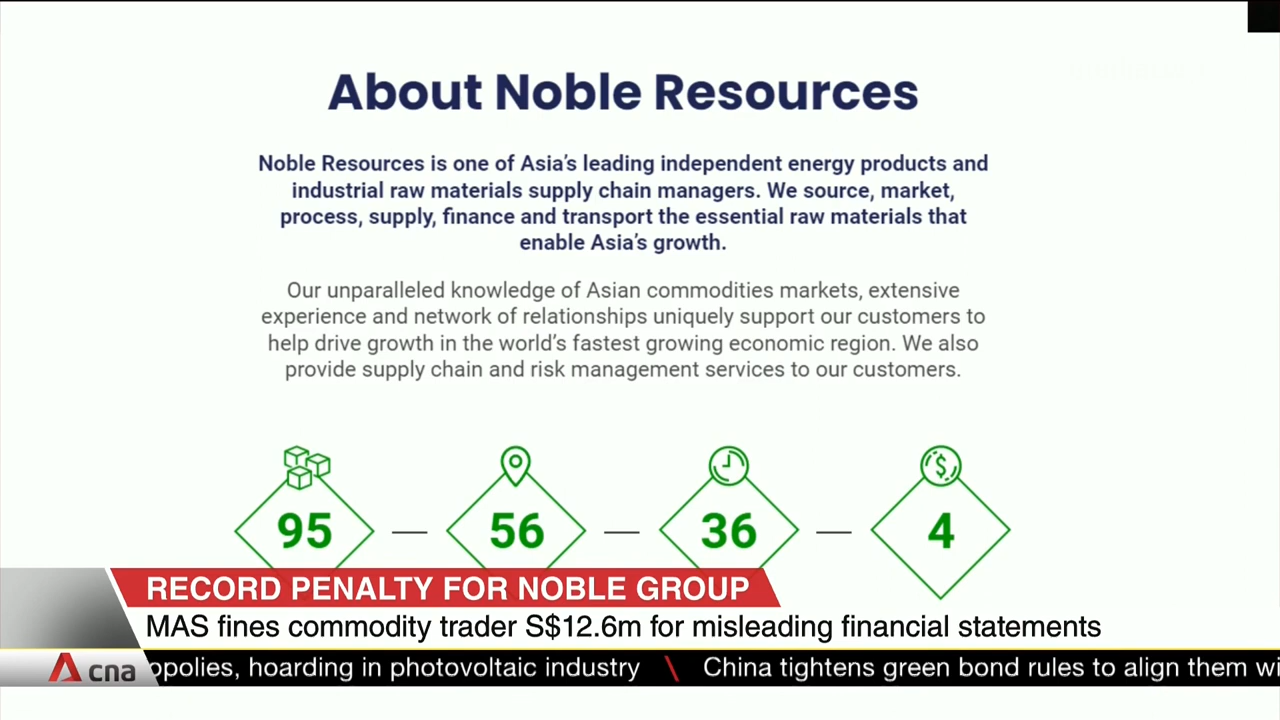 About Noble Resources
Noble Resources is one of Asia's leading independent energy products and
industrial raw materials supply chain managers. We source, market,
process, supply, finance and transport the essential raw materials that
enable Asia's growth.
Our unparalleled knowledge of Asian commodities markets, extensive
experience and network of relationships uniquely support our customers to
help drive growth in the world's fastest growing economic region. We also
provide supply chain and risk management services to our customers.
95 — 56 — 36 — 4
RECORD PENALTY FOR NOBLE GROUP
MAS fines commodity trader S$12.6m for misleading financial statements
cna opolies, hoarding in photovoltaic industry \ China tightens green bond rules to align them wi